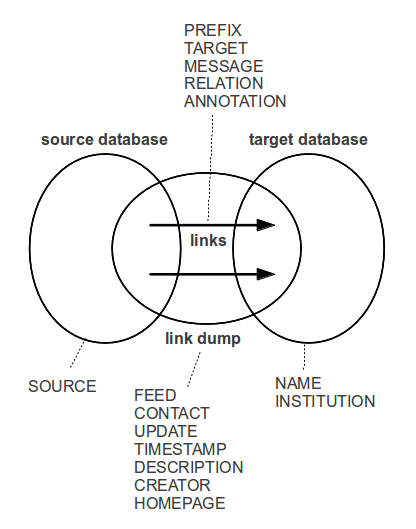 PREFIX
TARGET
MESSAGE
RELATION
ANNOTATION
source database
target database
links
link dump
SOURCE
FEED
CONTACT
UPDATE
TIMESTAMP
DESCRIPTION
CREATOR
HOMEPAGE
NAME
INSTITUTION